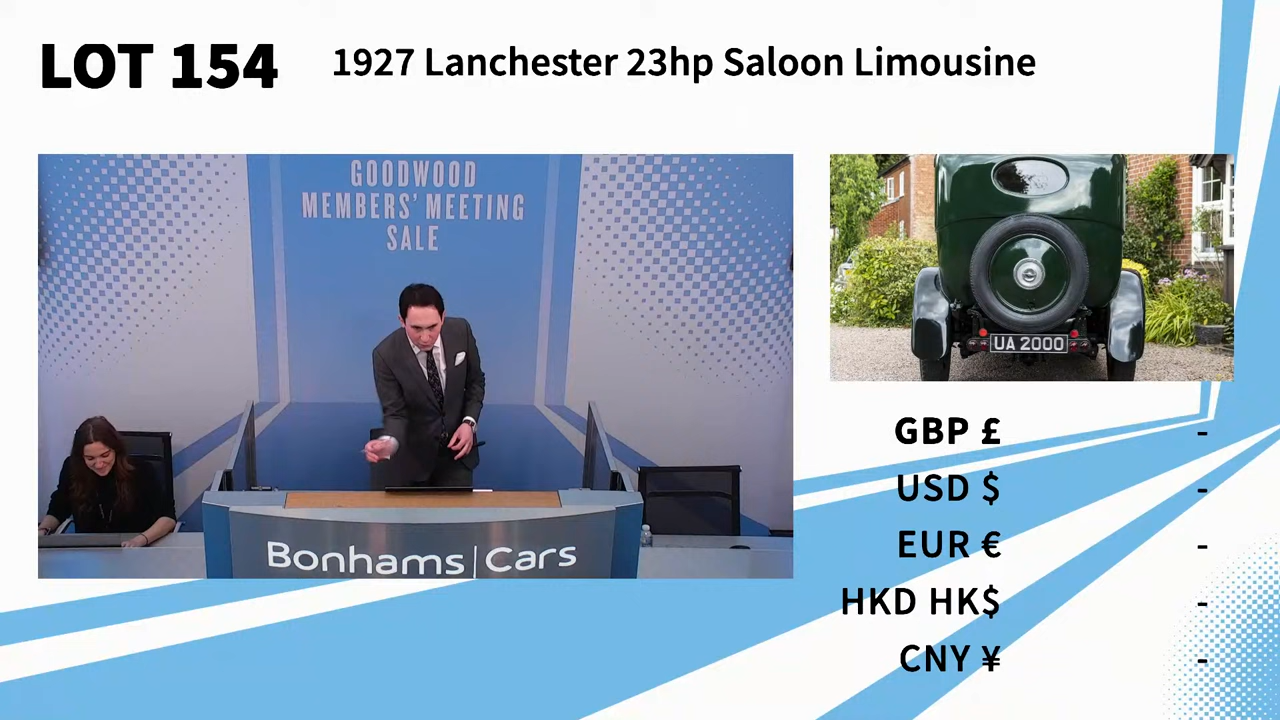 LOT 154
1927 Lanchester 23hp Saloon Limousine
GOODWOOD
MEMBERS' MEETING
SALE
Bonhams|Cars
UA 2000
GBP £ -
USD $ -
EUR € -
HKD HK$ -
CNY ¥ -